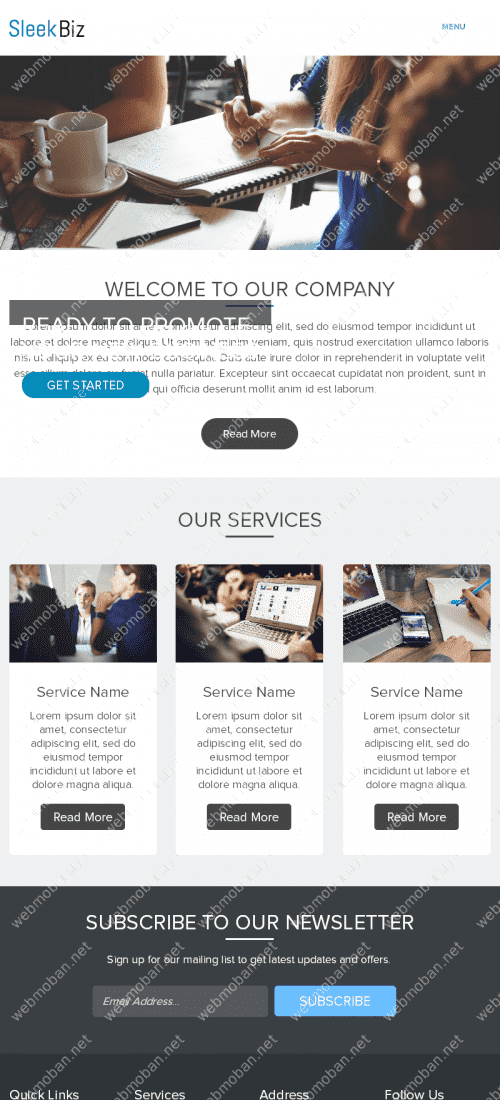 SleekBiz
MENU
WELCOME TO OUR COMPANY
READY TO PROMOTE
Lorem ipsum dolor sit amet, consectetur adipiscing elit, sed do eiusmod tempor incididunt ut
labore et dolore magna aliqua. Ut enim ad minim veniam, quis nostrud exercitation ullamco laboris
nisi ut aliquip ex ea commodo consequat. Duis aute irure dolor in reprehenderit in voluptate velit
esse cillum dolore eu fugiat nulla pariatur. Excepteur sint occaecat cupidatat non proident, sunt in
GET STARTED
qui officia deserunt mollit anim id est laborum.
Read More
OUR SERVICES
Service Name
Lorem ipsum dolor sit
amet, consectetur
adipiscing elit, sed do
eiusmod tempor
incididunt ut labore et
dolore magna aliqua.
Read More
Service Name
Lorem ipsum dolor sit
amet, consectetur
adipiscing elit, sed do
eiusmod tempor
incididunt ut labore et
dolore magna aliqua.
Read More
Service Name
Lorem ipsum dolor sit
amet, consectetur
adipiscing elit, sed do
eiusmod tempor
incididunt ut labore et
dolore magna aliqua.
Read More
SUBSCRIBE TO OUR NEWSLETTER
Sign up for our mailing list to get latest updates and offers.
Email Address...
SUBSCRIBE
Quick Links
Services
Address
Follow Us
webmoban.net